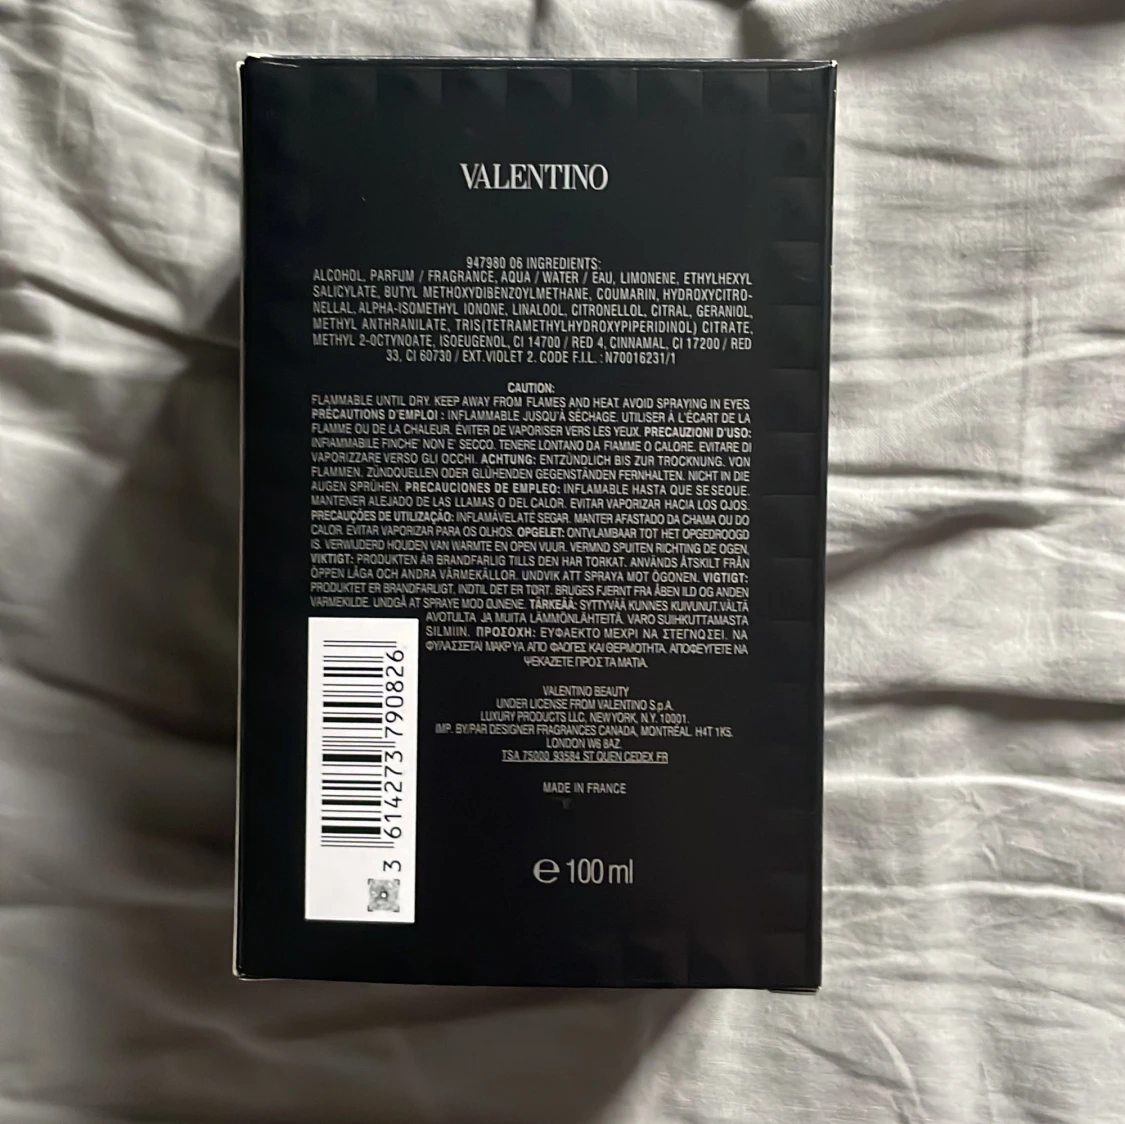 VALENTINO
947980 06 INGREDIENTS:
ALCOHOL, PARFUM / FRAGRANCE, AQUA / WATER / EAU, LIMONENE, ETHYLHEXYL
SALICYLATE, BUTYL METHOXYDIBENZOYLMETHANE, COUMARIN, HYDROXYCITRO-
NELLAL, ALPHA-ISOMETHYL IONONE, LINALOOL, CITRONELLOL, CITRAL, GERANIOL,
METHYL ANTHRANILATE, TRIS(TETRAMETHYLHYDROXYPIPERIDINOL) CITRATE,
METHYL 2-OCTYNOATE, ISOEUGENOL, CI 14700 / RED 4, CINNAMAL, CI 17200 / RED
33, CI 60730 / EXT.VIOLET 2. CODE F.I.L. : N70016231/1
CAUTION:
FLAMMABLE UNTIL DRY. KEEP AWAY FROM FLAMES AND HEAT. AVOID SPRAYING IN EYES.
PRÉCAUTIONS D'EMPLOI : INFLAMMABLE JUSQU'À SÉCHAGE. UTILISER À L'ÉCART DE LA
FLAMME OU DE LA CHALEUR. ÉVITER DE VAPORISER VERS LES YEUX. PRECAUZIONI D'USO:
INFIAMMABILE FINCHE' NON E' SECCO. TENERE LONTANO DA FIAMME O CALORE. EVITARE DI
VAPORIZZARE VERSO GLI OCCHI. ACHTUNG: ENTZÜNDLICH BIS ZUR TROCKNUNG. VON
FLAMMEN, ZÜNDQUELLEN ODER GLÜHENDEN GEGENSTÄNDEN FERNHALTEN. NICHT IN DIE
AUGEN SPRÜHEN. PRECAUCIONES DE EMPLEO: INFLAMABLE HASTA QUE SE SEQUE.
MANTENER ALEJADO DE LAS LLAMAS O DEL CALOR. EVITAR VAPORIZAR HACIA LOS OJOS.
PRECAUÇÕES DE UTILIZAÇÃO: INFLAMÁVEL ATÉ SECAR. MANTER AFASTADO DA CHAMA OU DO
CALOR. EVITAR VAPORIZAR PARA OS OLHOS. OPGELET: ONTVLAMBAAR TOT HET OPGEDROOGD
IS. VERWIJDERD HOUDEN VAN WARMTE EN OPEN VUUR. VERMIJD SPUITEN RICHTING DE OGEN.
VIKTIGT: PRODUKTEN ÄR BRANDFARLIG TILLS DEN HAR TORKAT. ANVÄNDS ÅTSKILT FRÅN
ÖPPEN LÅGA OCH ANDRA VÄRMEKÄLLOR. UNDVIK ATT SPRAYA MOT ÖGONEN. VIGTIGT:
PRODUKTET ER BRANDFARLIGT, INDTIL DET ER TØRT. BRUGES FJERNT FRA ÅBEN ILD OG ANDEN
VARMEKILDE. UNDGÅ AT SPRAYE MOD ØJNENE. TÄRKEÄÄ: SYTTYVÄÄ KUNNES KUIVUNUT. VÄLTÄ
AVOTULTA JA MUITA LÄMMÖNLÄHTEITÄ. VARO SUIHKUTTAMASTA
SILMIIN. ΠΡΟΣΟΧΗ: ΕΥΦΛΕΚΤΟ ΜΕΧΡΙ ΝΑ ΣΤΕΓΝΩΣΕΙ. ΝΑ
ΦΥΛΑΣΣΕΤΑΙ ΜΑΚΡΥΑ ΑΠΟ ΦΛΟΓΕΣ ΚΑΙ ΘΕΡΜΟΤΗΤΑ. ΑΠΟΦΕΥΓΕΤΕ ΝΑ
ΨΕΚΑΖΕΤΕ ΠΡΟΣ ΤΑ ΜΑΤΙΑ.
VALENTINO BEAUTY
UNDER LICENSE FROM VALENTINO S.p.A.
LUXURY PRODUCTS LLC, NEW YORK, N.Y. 10001.
IMP. BY/PAR DESIGNER FRAGRANCES CANADA, MONTRÉAL. H4T 1K5.
LONDON W6 8AZ
TSA 75000 93584 ST OUEN CEDEX FR
MADE IN FRANCE
℮ 100 ml
3 614273 790826